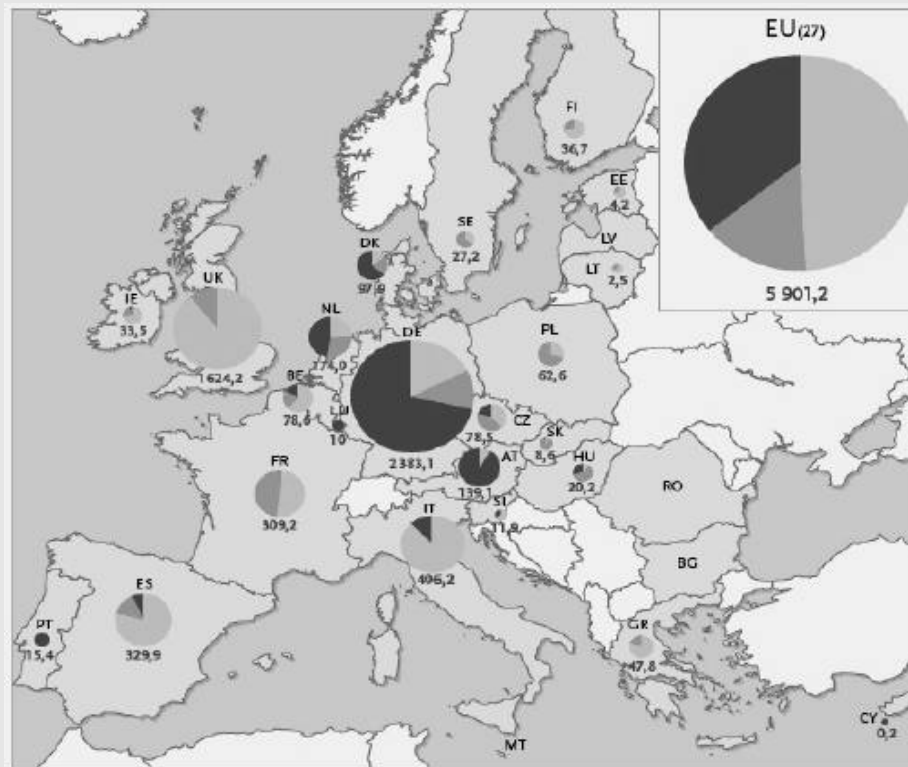 EU(27)
5 901,2
FI
36,7
EE
4,2
SE
27,2
LV
DK
97,9
LT
2,5
UK
1624,2
IE
33,5
NL
DE
2383,1
PL
62,6
BE
78,6
LU
10
CZ
78,5
SK
8,6
AT
139,1
HU
20,2
FR
RO
SI
11,9
IT
406,2
BG
ES
329,9
PT
15,4
GR
47,8
CY
0,2
MT